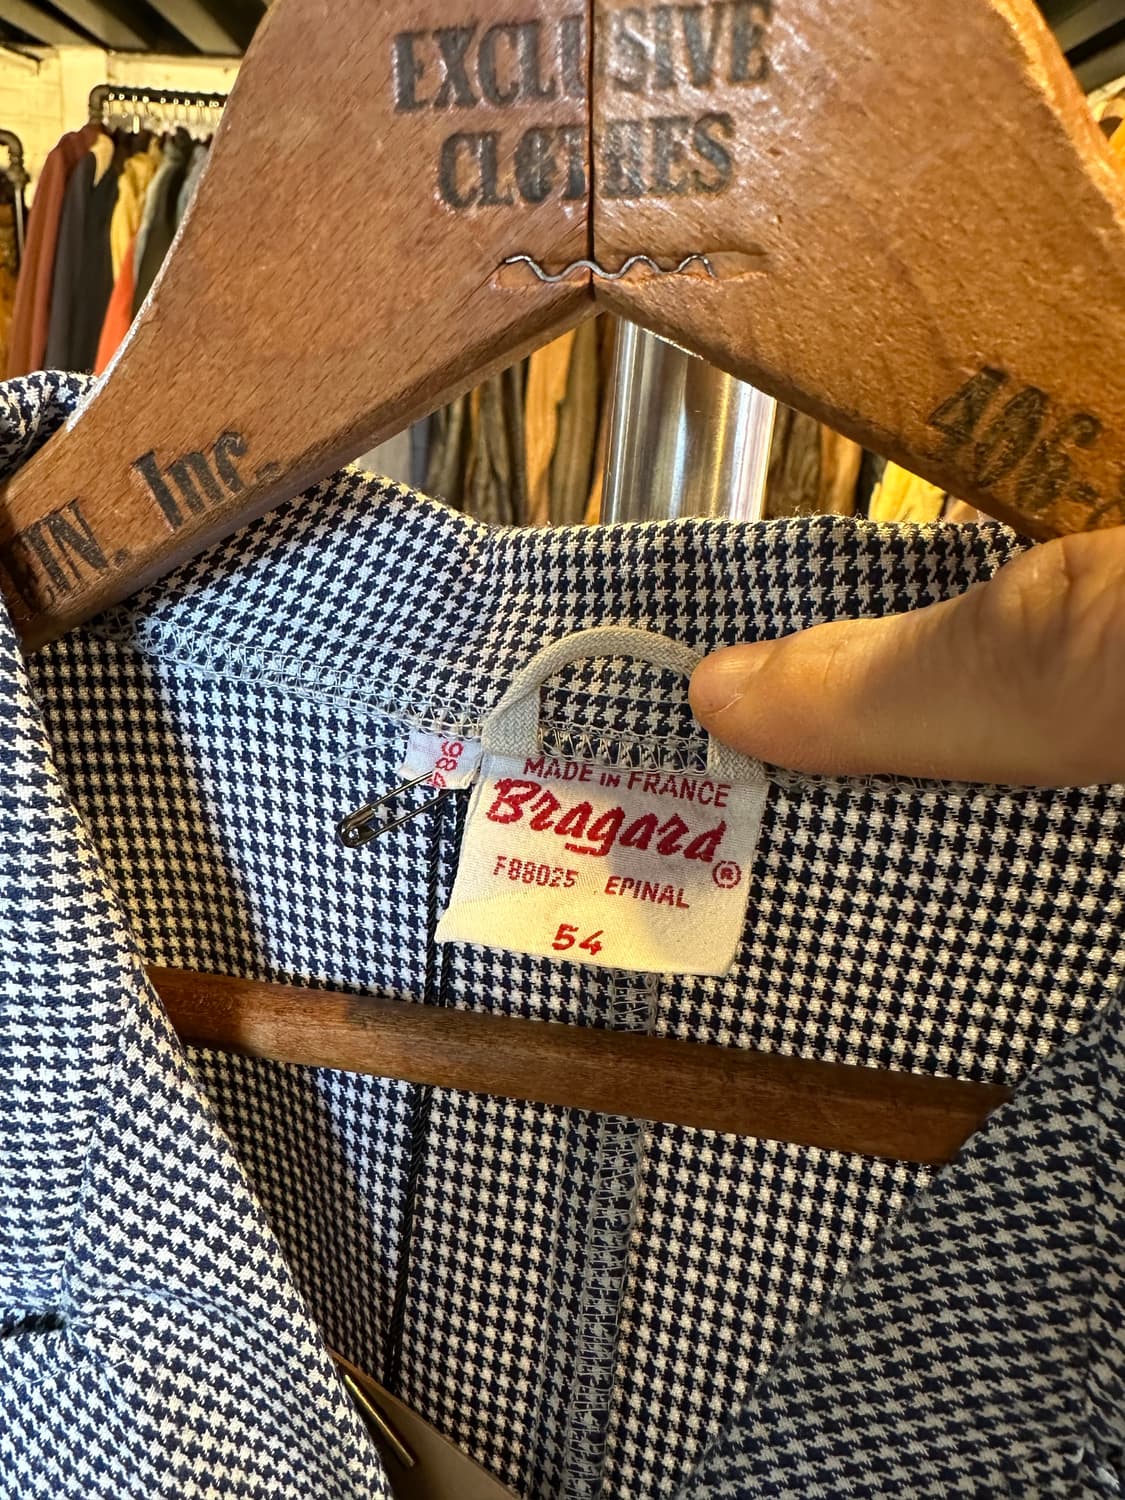 EXCLUSIVE
CLOTHES
Inc.
MADE IN FRANCE
Bragard®
F88025 EPINAL
54